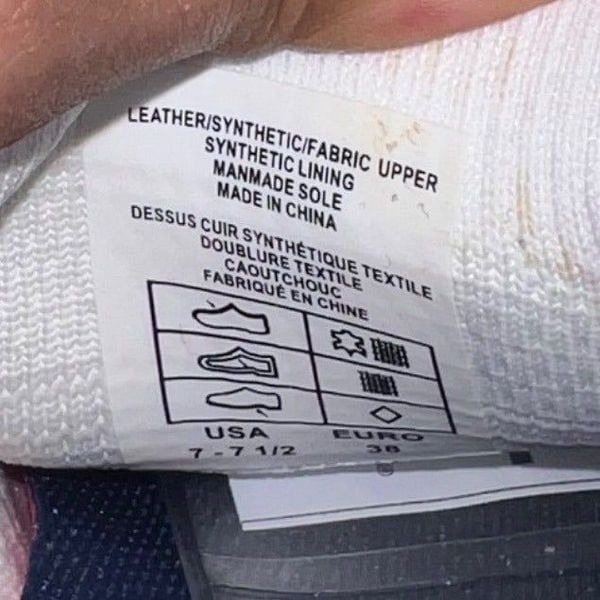 LEATHER/SYNTHETIC/FABRIC UPPER
SYNTHETIC LINING
MANMADE SOLE
MADE IN CHINA
DESSUS CUIR SYNTHÉTIQUE TEXTILE
DOUBLURE TEXTILE
CAOUTCHOUC
FABRIQUÉ EN CHINE
USA EURO
7 - 7 1/2 38